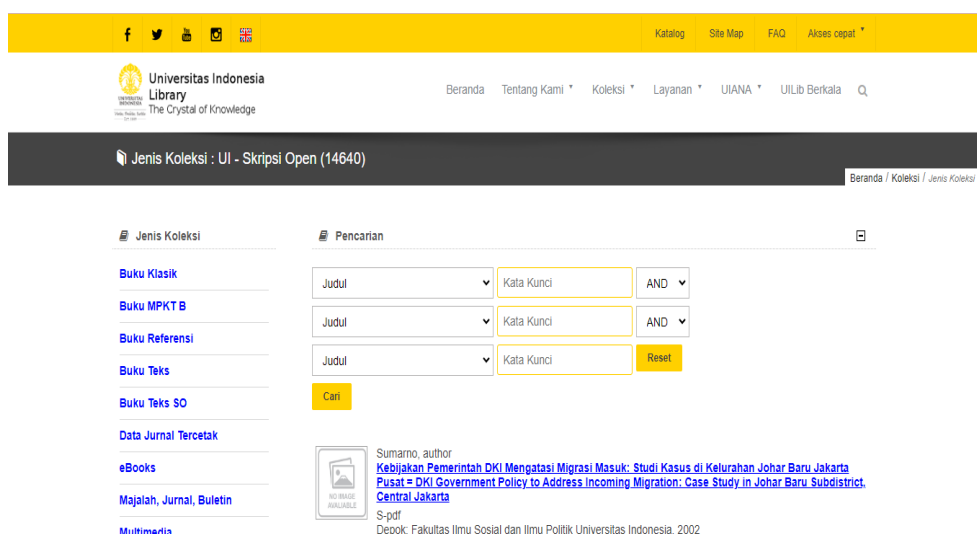 Katalog Site Map FAQ Akses cepat
Universitas Indonesia
Library
The Crystal of Knowledge
Beranda Tentang Kami Koleksi Layanan UIANA UILib Berkala
Jenis Koleksi : UI - Skripsi Open (14640)
Beranda / Koleksi / Jenis Koleksi
Jenis Koleksi
Buku Klasik
Buku MPKT B
Buku Referensi
Buku Teks
Buku Teks SO
Data Jurnal Tercetak
eBooks
Majalah, Jurnal, Buletin
Multimedia
Pencarian
Judul Kata Kunci AND
Judul Kata Kunci AND
Judul Kata Kunci Reset
Cari
NO IMAGE
AVAILABLE
Sumarno, author
Kebijakan Pemerintah DKI Mengatasi Migrasi Masuk: Studi Kasus di Kelurahan Johar Baru Jakarta
Pusat = DKI Government Policy to Address Incoming Migration: Case Study in Johar Baru Subdistrict,
Central Jakarta
S-pdf
Depok: Fakultas Ilmu Sosial dan Ilmu Politik Universitas Indonesia, 2002